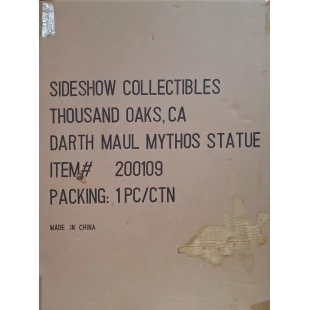 SIDESHOW COLLECTIBLES
THOUSAND OAKS, CA
DARTH MAUL MYTHOS STATUE
ITEM# 200109
PACKING: 1PC/CTN
MADE IN CHINA